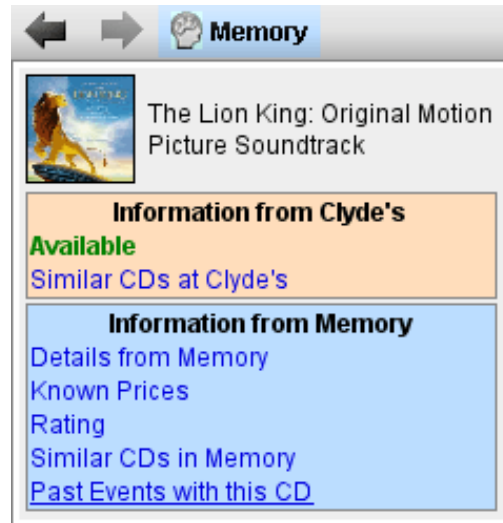 Memory
The Lion King: Original Motion
Picture Soundtrack
Information from Clyde's
Available
Similar CDs at Clyde's
Information from Memory
Details from Memory
Known Prices
Rating
Similar CDs in Memory
Past Events with this CD